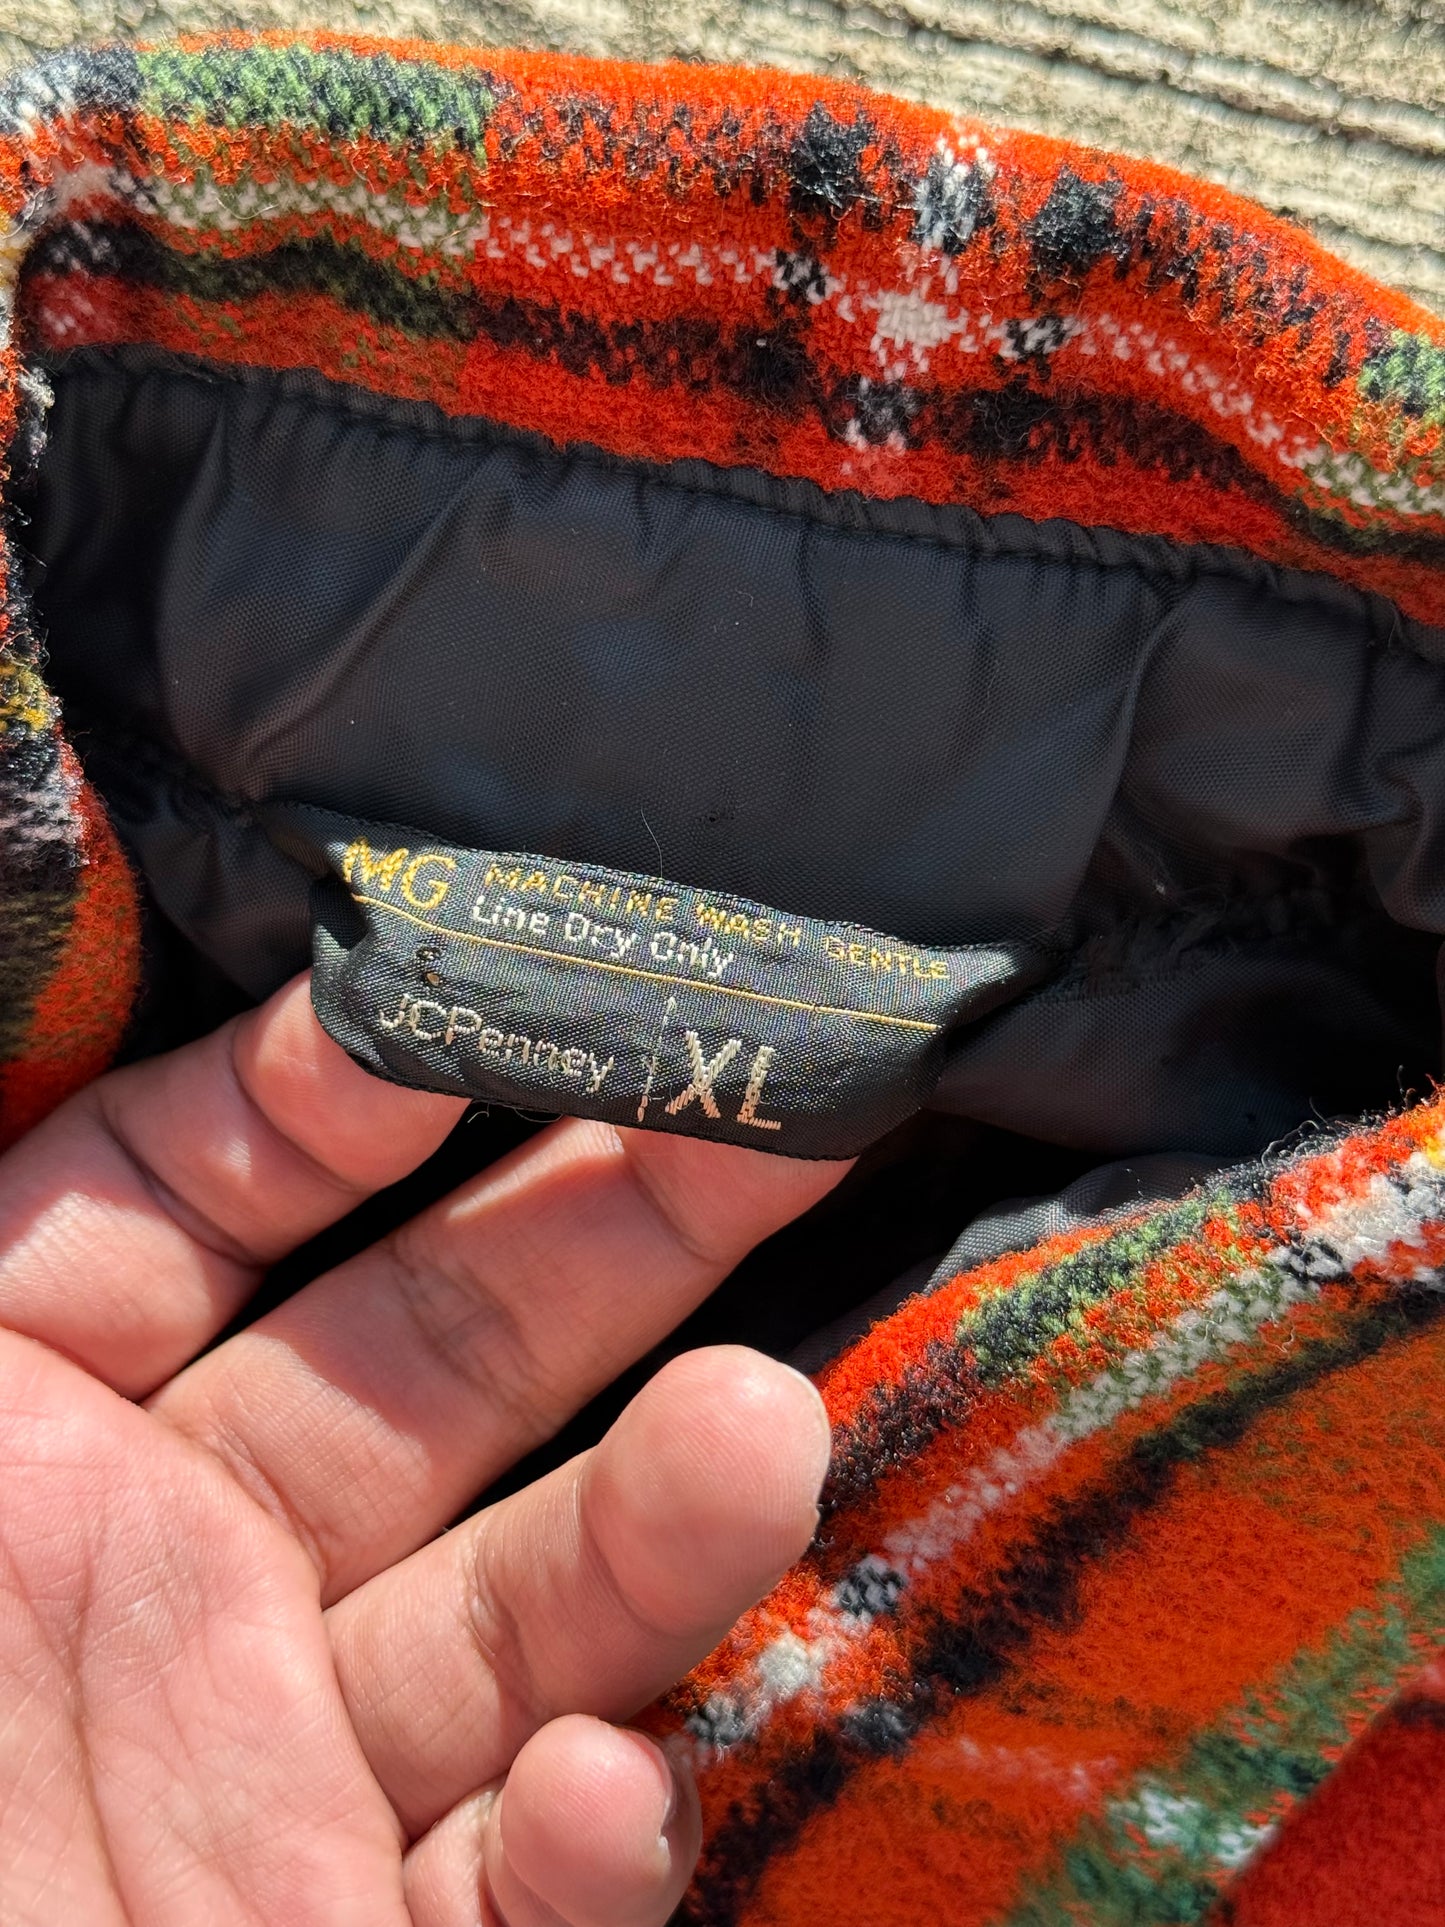 MG MACHINE WASH GENTLE
Line Dry Only
JCPenney XL